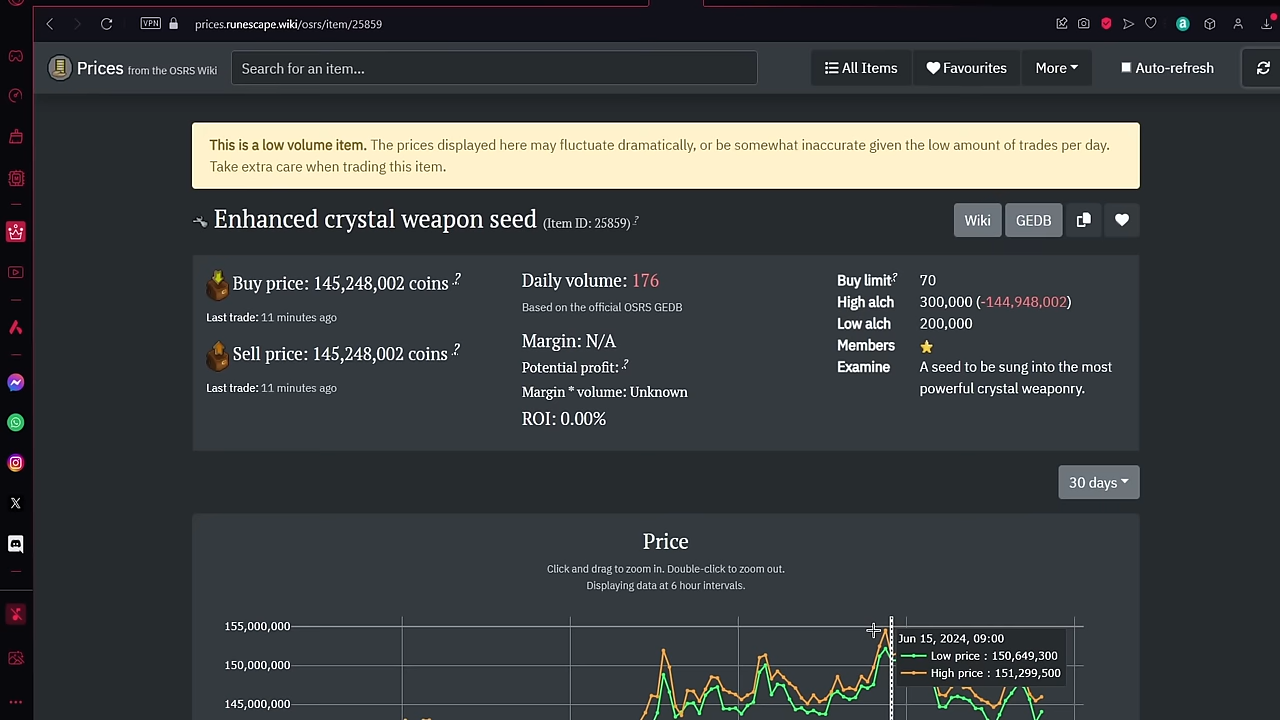 VPN
prices.runescape.wiki/osrs/item/25859
Prices from the OSRS Wiki
Search for an item...
All Items
Favourites
More
Auto-refresh
This is a low volume item. The prices displayed here may fluctuate dramatically, or be somewhat inaccurate given the low amount of trades per day.
Take extra care when trading this item.
Enhanced crystal weapon seed (Item ID: 25859) ?
Wiki
GEDB
Buy price: 145,248,002 coins ?
Last trade: 11 minutes ago
Sell price: 145,248,002 coins ?
Last trade: 11 minutes ago
Daily volume: 176
Based on the official OSRS GEDB
Margin: N/A
Potential profit: ?
Margin * volume: Unknown
ROI: 0.00%
Buy limit? 70
High alch 300,000 (-144,948,002)
Low alch 200,000
Members
Examine A seed to be sung into the most
powerful crystal weaponry.
30 days
Price
Click and drag to zoom in. Double-click to zoom out.
Displaying data at 6 hour intervals.
155,000,000
150,000,000
145,000,000
Jun 15, 2024, 09:00
Low price : 150,649,300
High price : 151,299,500